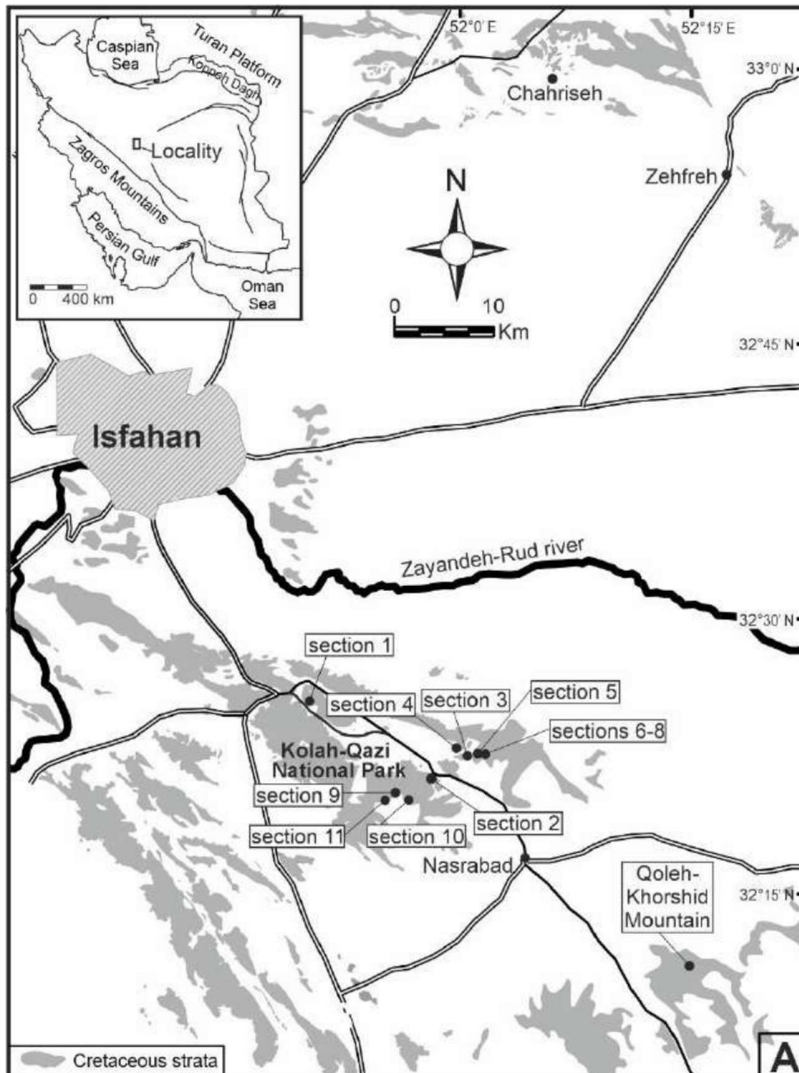 52°0´ E
52°15´ E
Caspian
Sea
Turan Platform
Koppeh Dagh
Locality
Zagros Mountains
Persian Gulf
Oman
Sea
0 400 km
33°0´ N
Chahriseh
Zehfreh
N
0 10
Km
32°45´ N
Isfahan
Zayandeh-Rud river
32°30´ N
section 1
section 4
section 3
section 5
sections 6-8
Kolah-Qazi
National Park
section 9
section 11
section 10
section 2
Nasrabad
Qoleh-
Khorshid
Mountain
32°15´ N
Cretaceous strata
A